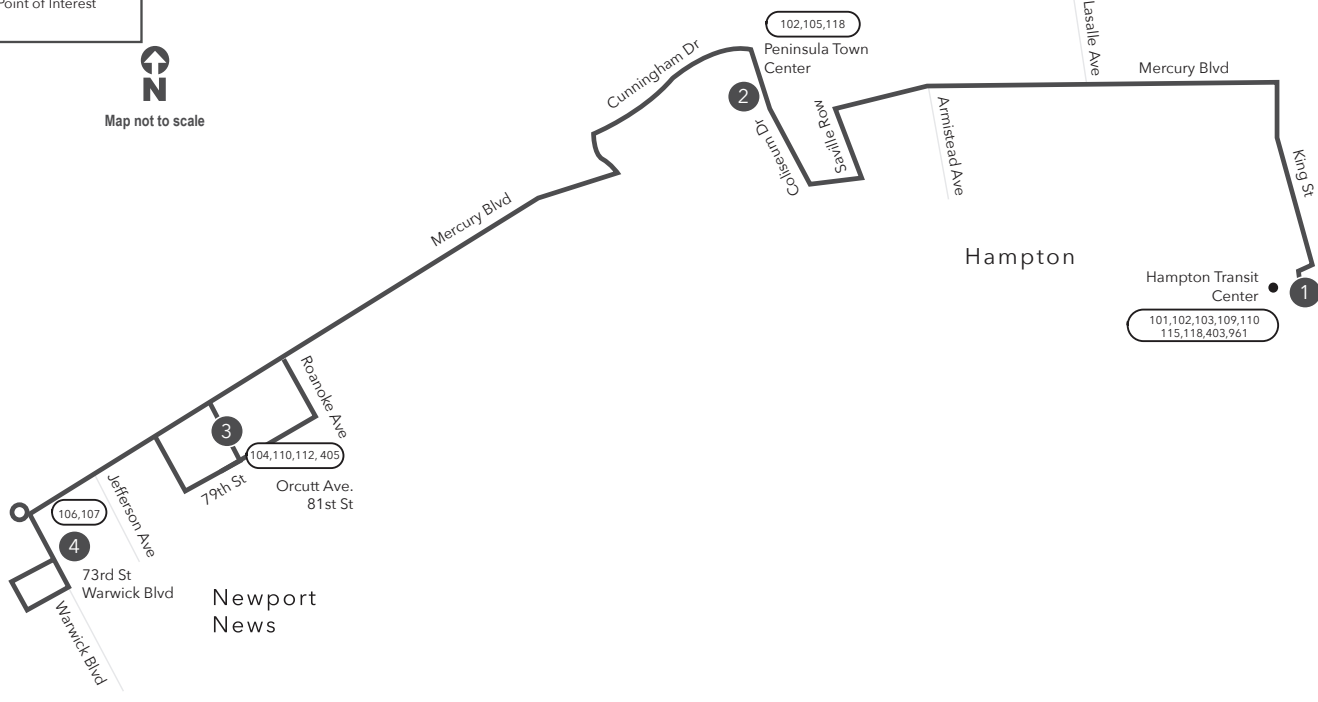 Point of Interest
N
Map not to scale
102,105,118
Peninsula Town
Center
Cunningham Dr
2
Coliseum Dr
Saville Row
Lasalle Ave
Mercury Blvd
Armistead Ave
King St
Hampton
Hampton Transit
Center
1
101,102,103,109,110
115,118,403,961
Mercury Blvd
Roanoke Ave
3
104,110,112, 405
79th St
Orcutt Ave.
81st St
Jefferson Ave
106,107
4
73rd St
Warwick Blvd
Newport
News
Warwick Blvd